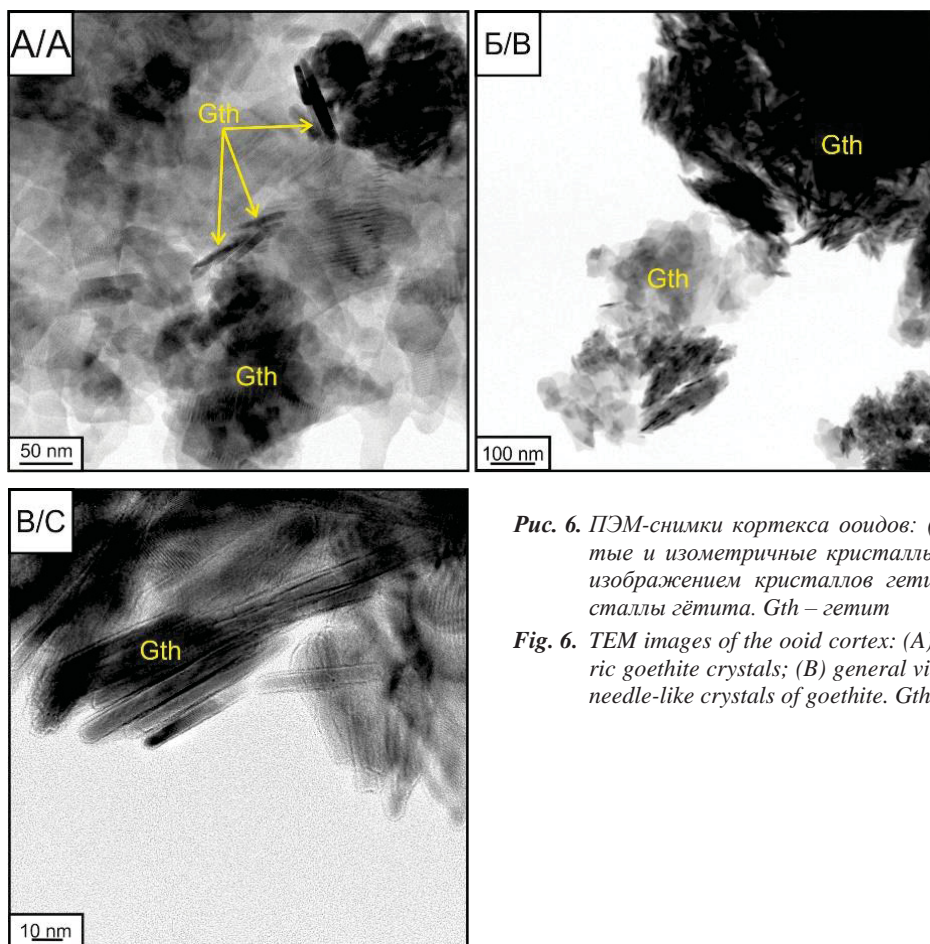 А/A
Gth
Gth
50 nm
Б/B
Gth
Gth
100 nm
В/C
Gth
10 nm
Рис. 6. ПЭМ-снимки кортекса ооидов: (
тые и изометричные кристаллы
изображением кристаллов гети
сталлы гётита. Gth – гетит
Fig. 6. TEM images of the ooid cortex: (A)
ric goethite crystals; (B) general vi
needle-like crystals of goethite. Gth